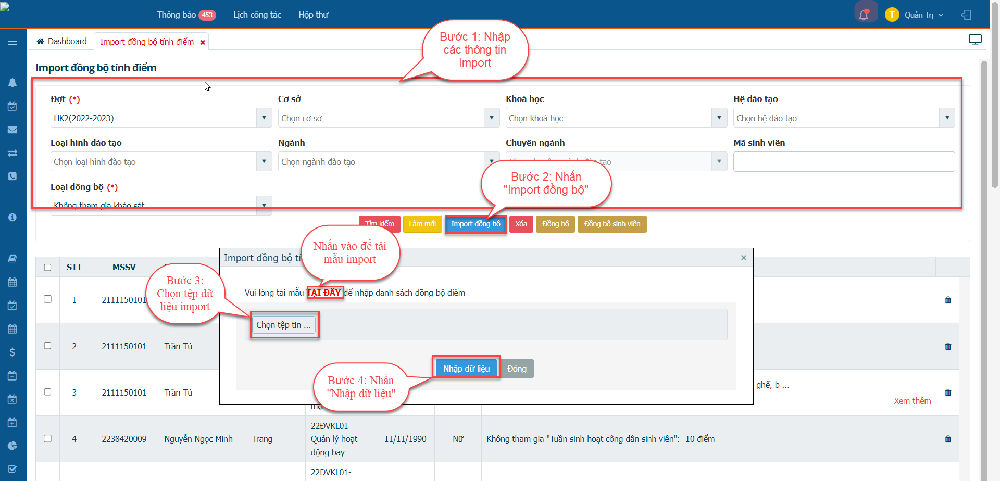 Thông báo 453 Lịch công tác Hộp thư
T Quản Trị
Dashboard Import đồng bộ tính điểm
Bước 1: Nhập
các thông tin
Import
Import đồng bộ tính điểm
Đợt (*) Cơ sở Khoá học Hệ đào tạo
HK2(2022-2023) Chọn cơ sở Chọn khoá học Chọn hệ đào tạo
Loại hình đào tạo Ngành Chuyên ngành Mã sinh viên
Chọn loại hình đào tạo Chọn ngành đào tạo tạo
Bước 2: Nhấn
"Import đồng bộ"
Loại đồng bộ (*)
Không tham gia khảo sát
Tìm kiếm Làm mới Import đồng bộ Xóa Đồng bộ Đồng bộ sinh viên
Nhấn vào để tải
mẫu import
Import đồng bộ
STT MSSV
Bước 3:
Chọn tệp dữ
liệu import
Vui lòng tải mẫu TẠI ĐÂY để nhập danh sách đồng bộ điểm
1 2111150101
Chọn tệp tin ...
2 2111150101 Trần Tú
Nhập dữ liệu Đóng
Bước 4: Nhấn
"Nhập dữ liệu"
3 2111150101 Trần Tú ghế, b ...
Xem thêm
4 2238420009 Nguyễn Ngọc Minh Trang 22ĐVKL01-
Quản lý hoạt
động bay 11/11/1990 Nữ Không tham gia "Tuần sinh hoạt công dân sinh viên": -10 điểm
22ĐVKL01-